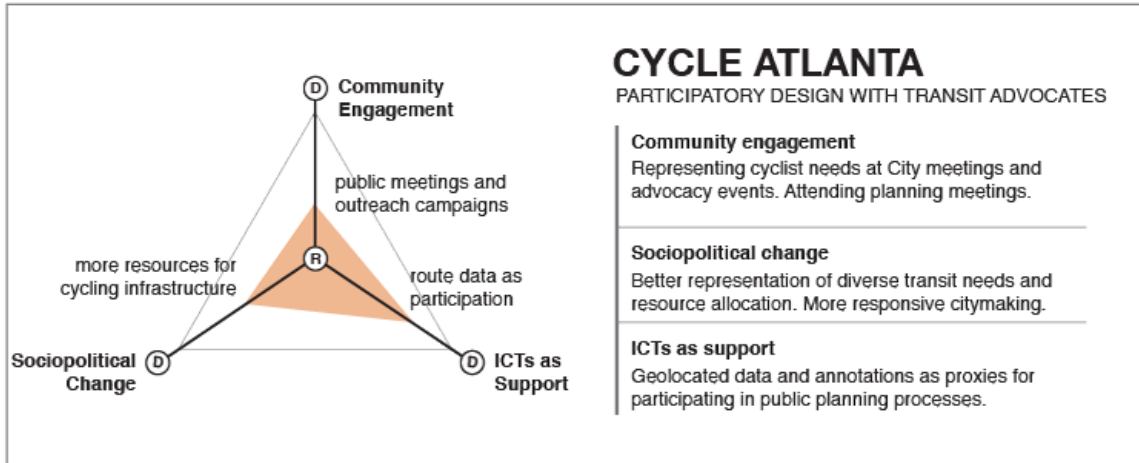 D
Community
Engagement
public meetings and
outreach campaigns
R
more resources for
cycling infrastructure
route data as
participation
Sociopolitical
Change
D
D
ICTs as
Support
CYCLE ATLANTA
PARTICIPATORY DESIGN WITH TRANSIT ADVOCATES
Community engagement
Representing cyclist needs at City meetings and
advocacy events. Attending planning meetings.
Sociopolitical change
Better representation of diverse transit needs and
resource allocation. More responsive citymaking.
ICTs as support
Geolocated data and annotations as proxies for
participating in public planning processes.